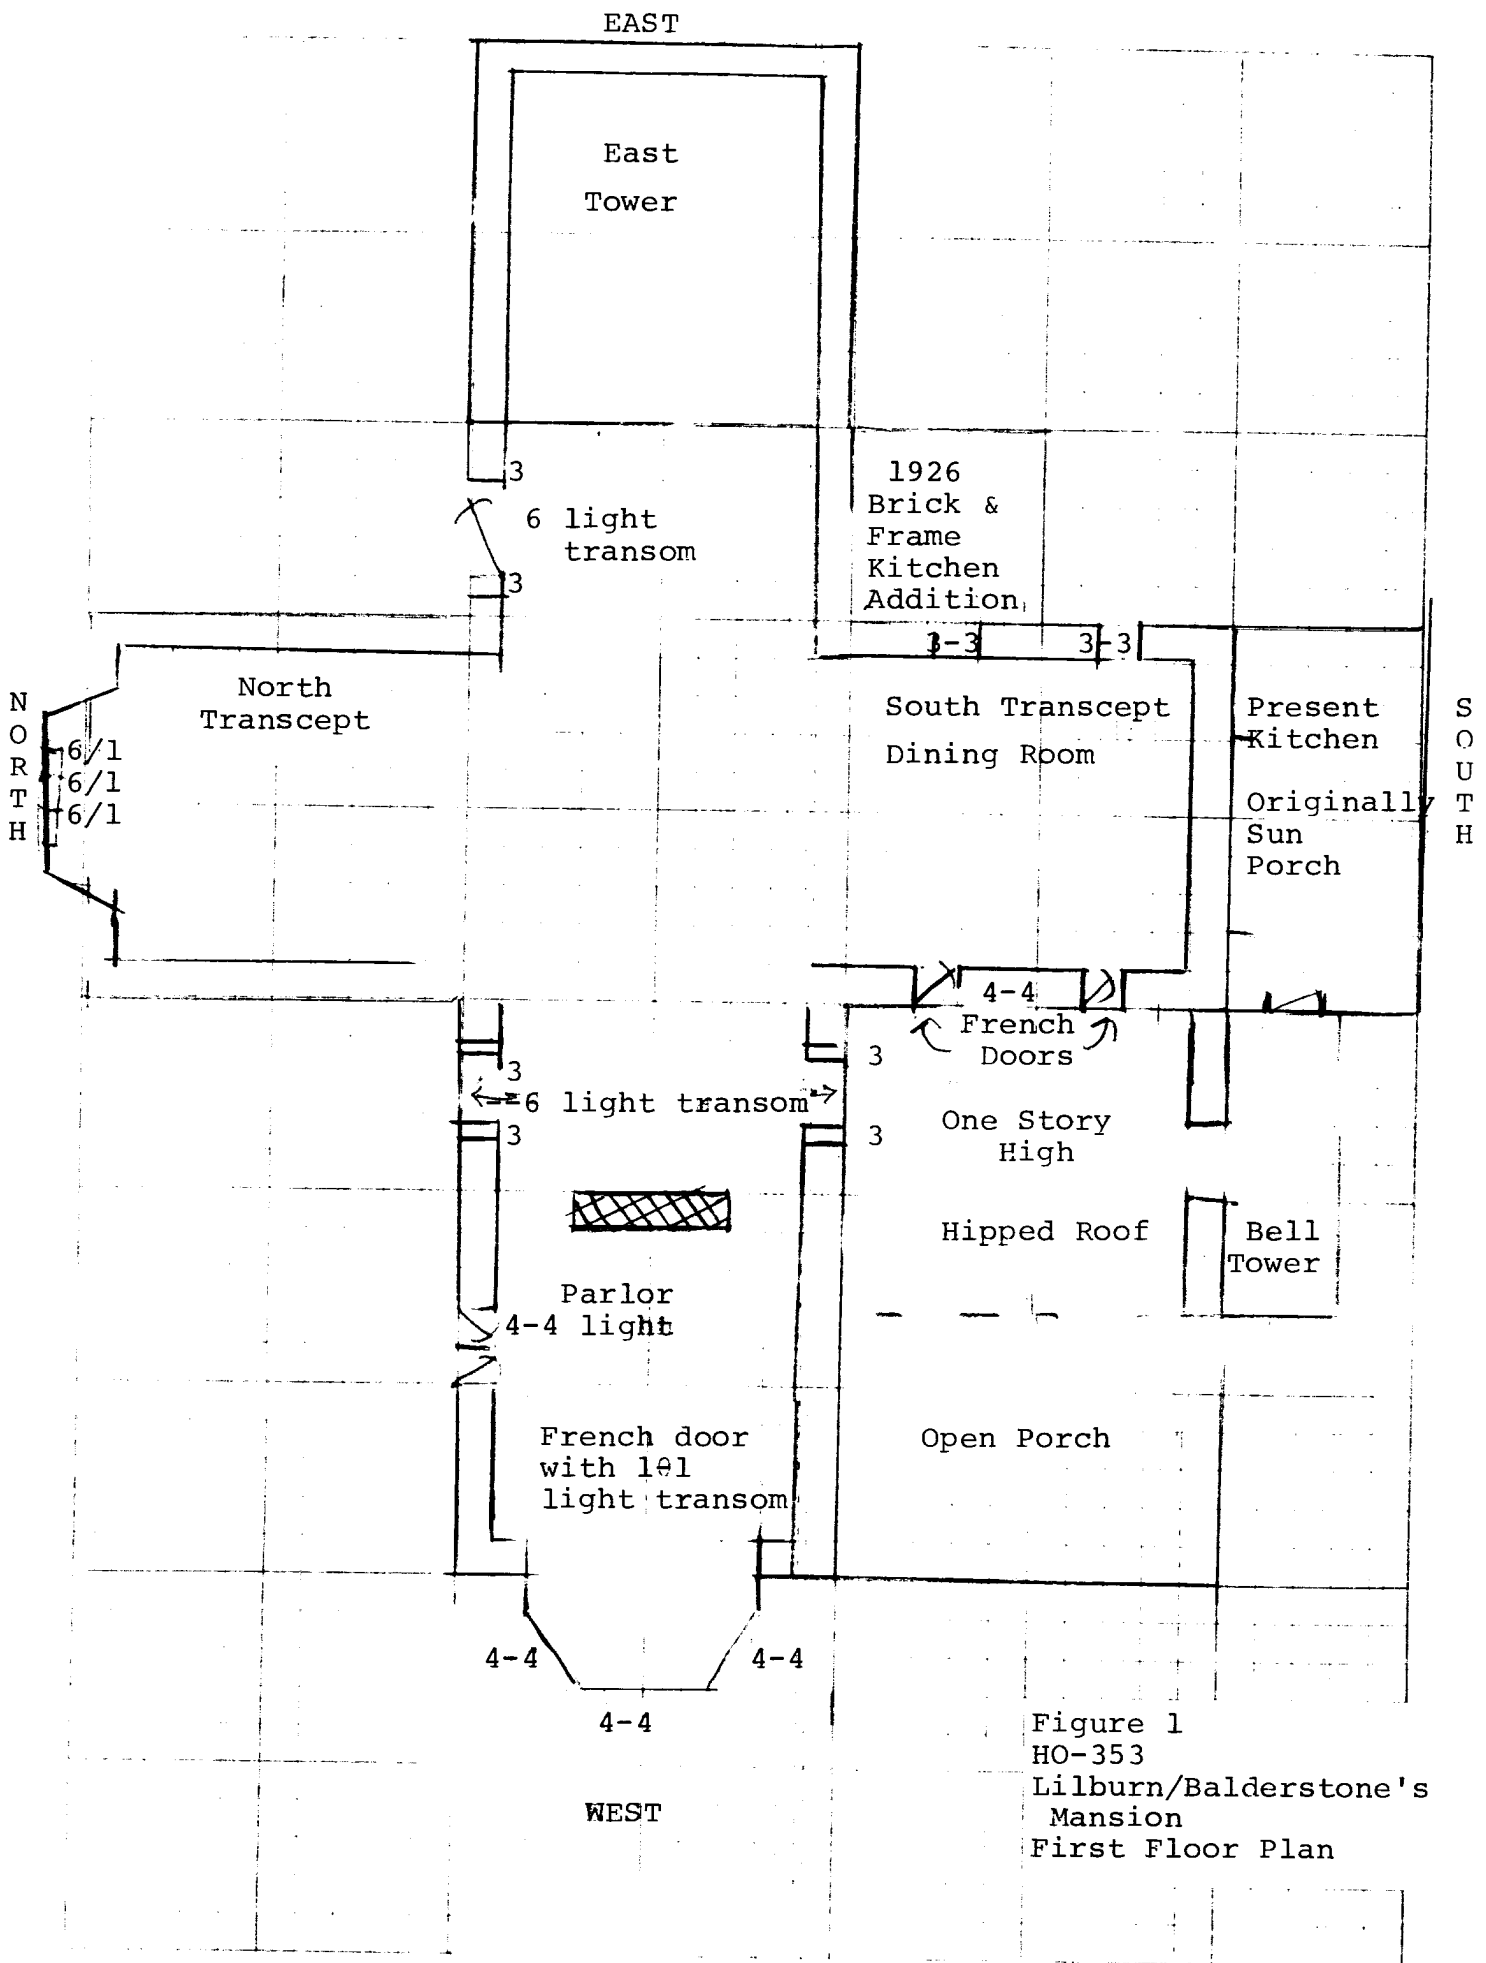 EAST
East
Tower
3
6 light
transom
3
1926
Brick &
Frame
Kitchen
Addition
3-3
3-3
NORTH
North
Transcept
6/1
6/1
6/1
South Transcept
Dining Room
Present
Kitchen
Originally
Sun
Porch
SOUTH
4-4
French
Doors
3
3
6 light transom
3
3
One Story
High
Hipped Roof
Bell
Tower
Parlor
4-4 light
French door
with 101
light transom
Open Porch
4-4
4-4
4-4
WEST
Figure 1
HO-353
Lilburn/Balderstone's
Mansion
First Floor Plan